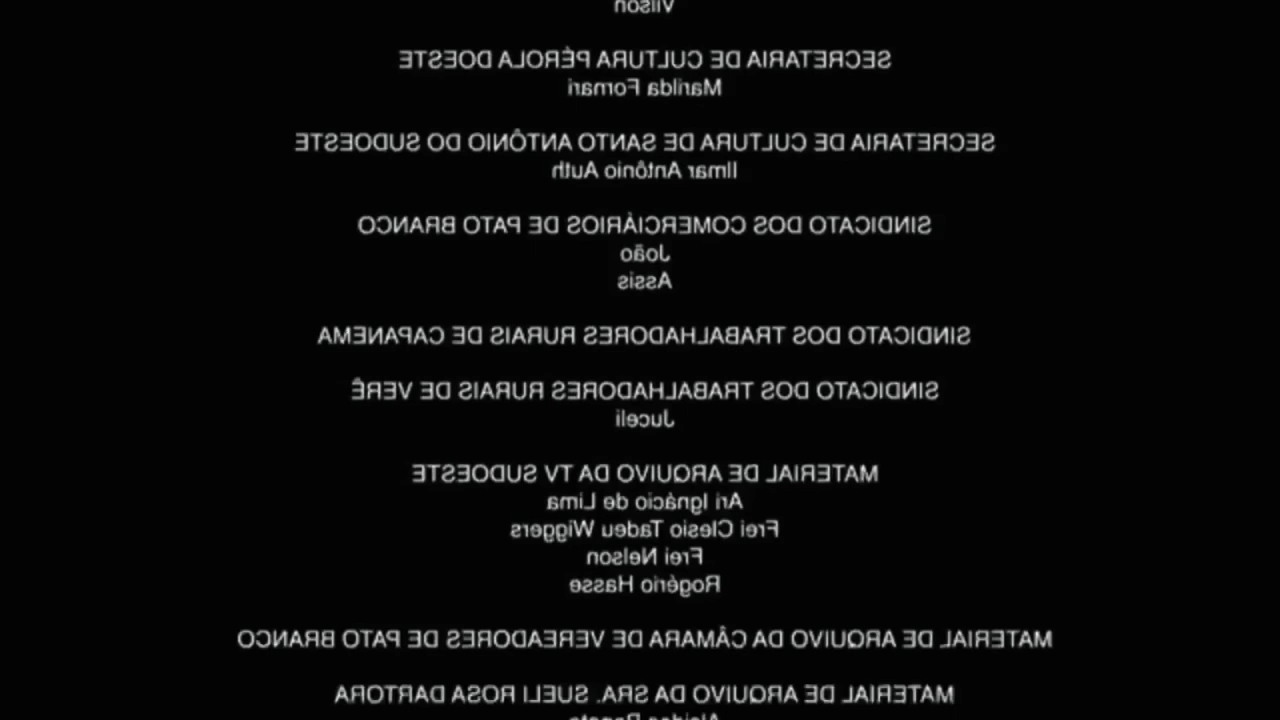 Vilson
SECRETARIA DE CULTURA PÉROLA DOESTE
Marilda Fornari
SECRETARIA DE CULTURA DE SANTO ANTÔNIO DO SUDOESTE
Ilmar Antônio Auth
SINDICATO DOS COMERCIÁRIOS DE PATO BRANCO
João
Assis
SINDICATO DOS TRABALHADORES RURAIS DE CAPANEMA
SINDICATO DOS TRABALHADORES RURAIS DE VERÊ
Juceli
MATERIAL DE ARQUIVO DA TV SUDOESTE
Ari Ignácio de Lima
Frei Clesio Tadeu Wiggers
Frei Nelson
Rogério Hasse
MATERIAL DE ARQUIVO DA CÂMARA DE VEREADORES DE PATO BRANCO
MATERIAL DE ARQUIVO DA SRA. SUELI ROSA DARTORA